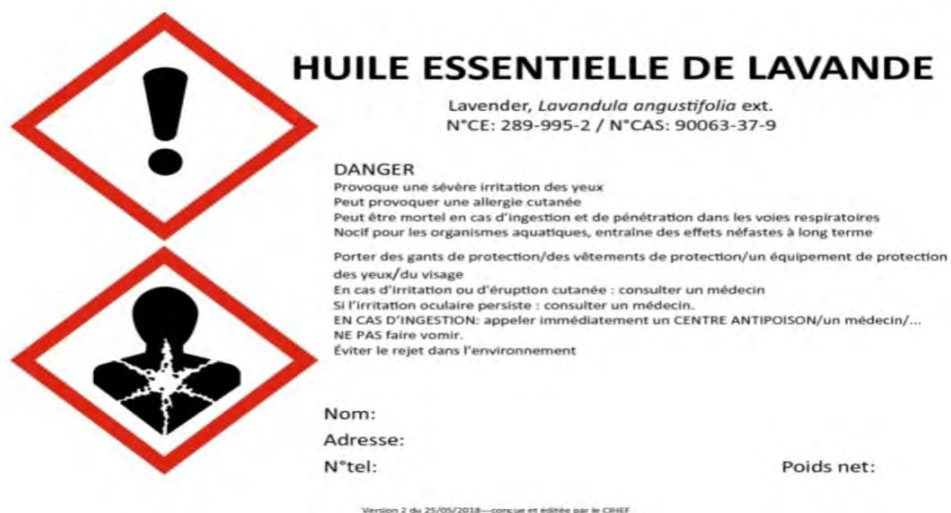 HUILE ESSENTIELLE DE LAVANDE
Lavender, Lavandula angustifolia ext.
N°CE: 289-995-2 / N°CAS: 90063-37-9
DANGER
Provoque une sévère irritation des yeux
Peut provoquer une allergie cutanée
Peut être mortel en cas d'ingestion et de pénétration dans les voies respiratoires
Nocif pour les organismes aquatiques, entraîne des effets néfastes à long terme
Porter des gants de protection/des vêtements de protection/un équipement de protection
des yeux/du visage
En cas d'irritation ou d'éruption cutanée : consulter un médecin
Si l'irritation oculaire persiste : consulter un médecin.
EN CAS D'INGESTION: appeler immédiatement un CENTRE ANTIPOISON/un médecin/...
NE PAS faire vomir.
Éviter le rejet dans l'environnement
Nom:
Adresse:
N°tel:
Poids net:
Version 2 du 25/05/2018—conçue et éditée par le CIHEF